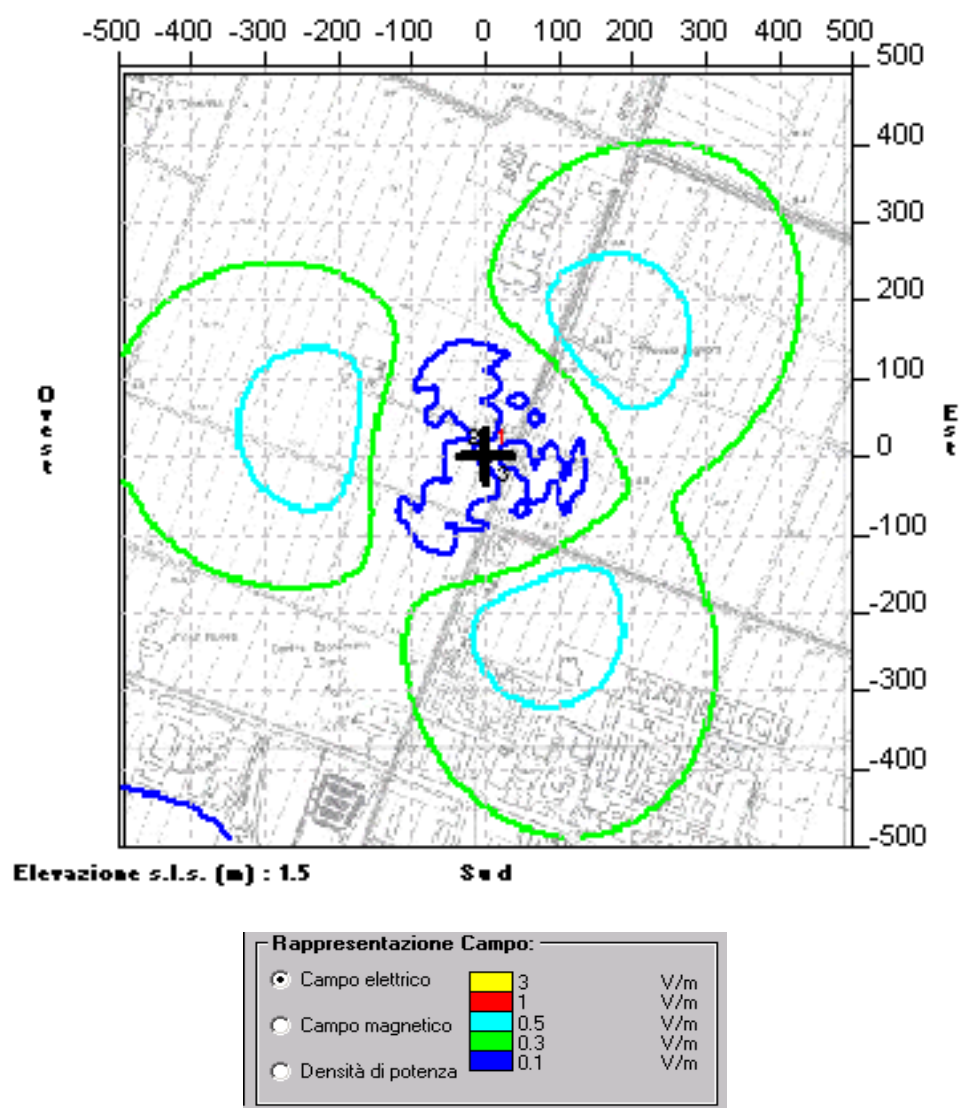 -500 -400 -300 -200 -100 0 100 200 300 400 500
500
400
300
200
100
0
-100
-200
-300
-400
-500
Ovest
Est
Elevazione s.l.s. (m) : 1.5
Sud
Rappresentazione Campo:
Campo elettrico
Campo magnetico
Densità di potenza
3 V/m
1 V/m
0.5 V/m
0.3 V/m
0.1 V/m